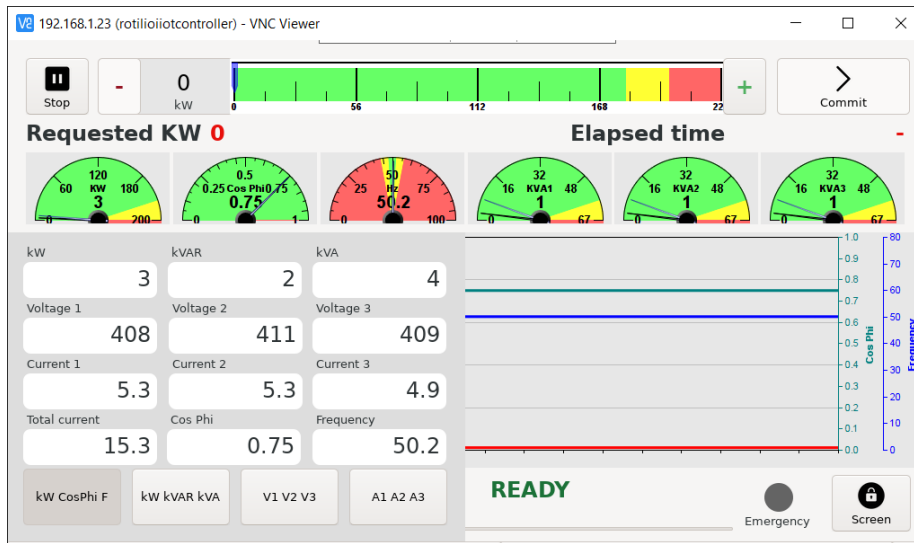 192.168.1.23 (rotilioiiotcontroller) - VNC Viewer
Stop
-
0
kW
0 56 112 168 22
+
Commit
Requested KW 0
Elapsed time -
0 60 120 180 200
KW
3
0 0.25 0.5 0.75 1
Cos Phi
0.75
0 25 50 75 100
Hz
50.2
0 16 32 48 67
KVA1
1
0 16 32 48 67
KVA2
1
0 16 32 48 67
KVA3
1
kW kVAR kVA
3 2 4
Voltage 1 Voltage 2 Voltage 3
408 411 409
Current 1 Current 2 Current 3
5.3 5.3 4.9
Total current Cos Phi Frequency
15.3 0.75 50.2
1.0
0.9
0.8
0.7
0.6
0.5
0.4
0.3
0.2
0.1
0.0
Cos Phi
80
70
60
50
40
30
20
10
0
Frequency
kW CosPhi F
kW kVAR kVA
V1 V2 V3
A1 A2 A3
READY
Emergency
Screen